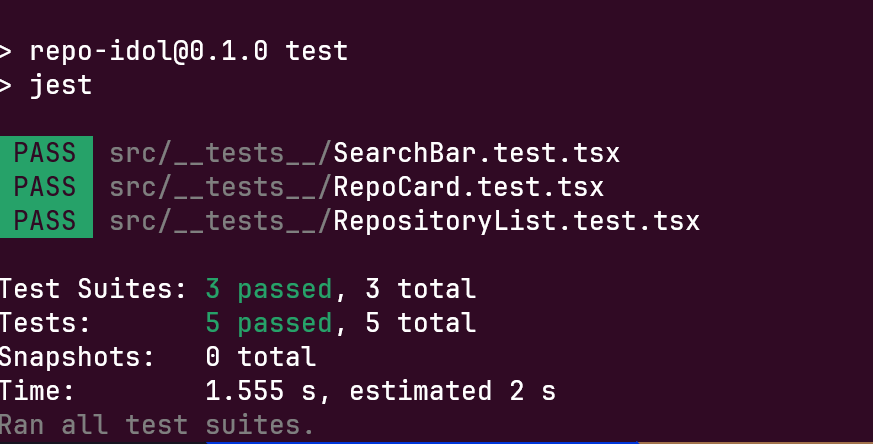 > repo-idol@0.1.0 test
> jest
PASS src/__tests__/SearchBar.test.tsx
PASS src/__tests__/RepoCard.test.tsx
PASS src/__tests__/RepositoryList.test.tsx
Test Suites: 3 passed, 3 total
Tests: 5 passed, 5 total
Snapshots: 0 total
Time: 1.555 s, estimated 2 s
Ran all test suites.